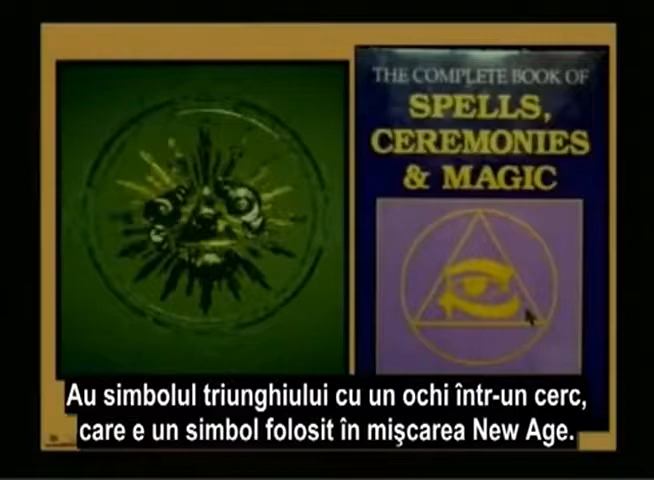 THE COMPLETE BOOK OF
SPELLS,
CEREMONIES
& MAGIC
Au simbolul triunghiului cu un ochi într-un cerc,
care e un simbol folosit în mişcarea New Age.